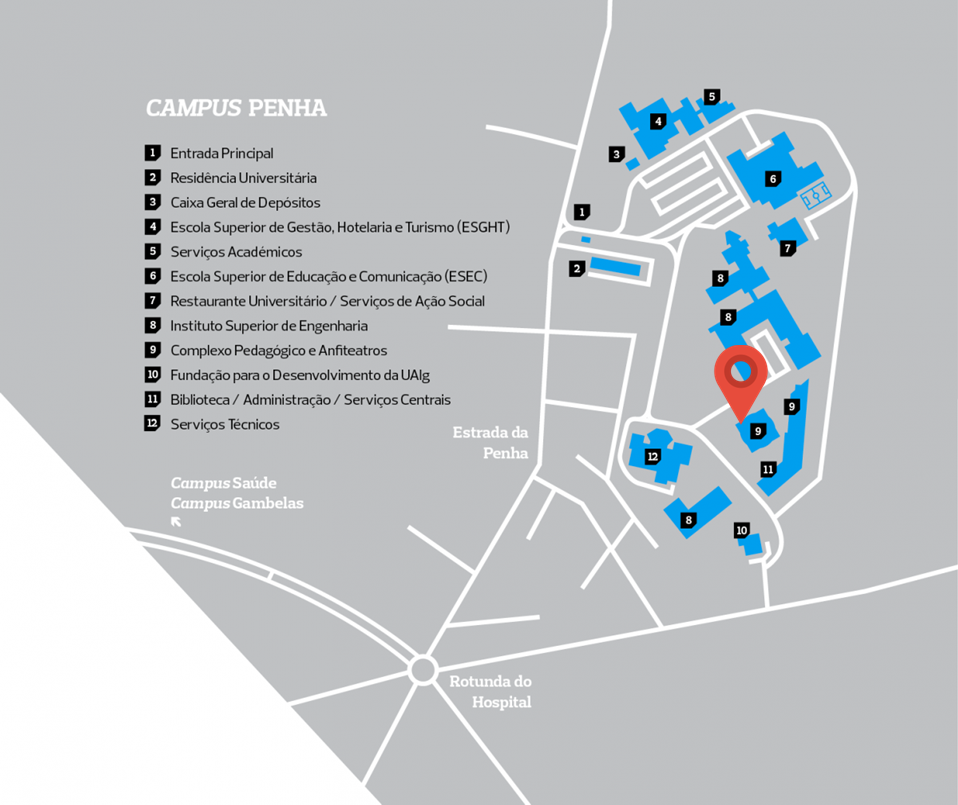 CAMPUS PENHA
1 Entrada Principal
2 Residência Universitária
3 Caixa Geral de Depósitos
4 Escola Superior de Gestão, Hotelaria e Turismo (ESGHT)
5 Serviços Académicos
6 Escola Superior de Educação e Comunicação (ESEC)
7 Restaurante Universitário / Serviços de Ação Social
8 Instituto Superior de Engenharia
9 Complexo Pedagógico e Anfiteatros
10 Fundação para o Desenvolvimento da UAlg
11 Biblioteca / Administração / Serviços Centrais
12 Serviços Técnicos
Campus Saúde
Campus Gambelas
5
4
3
6
1
7
2
8
8
9
9
12
11
8
10
Estrada da
Penha
Rotunda do
Hospital